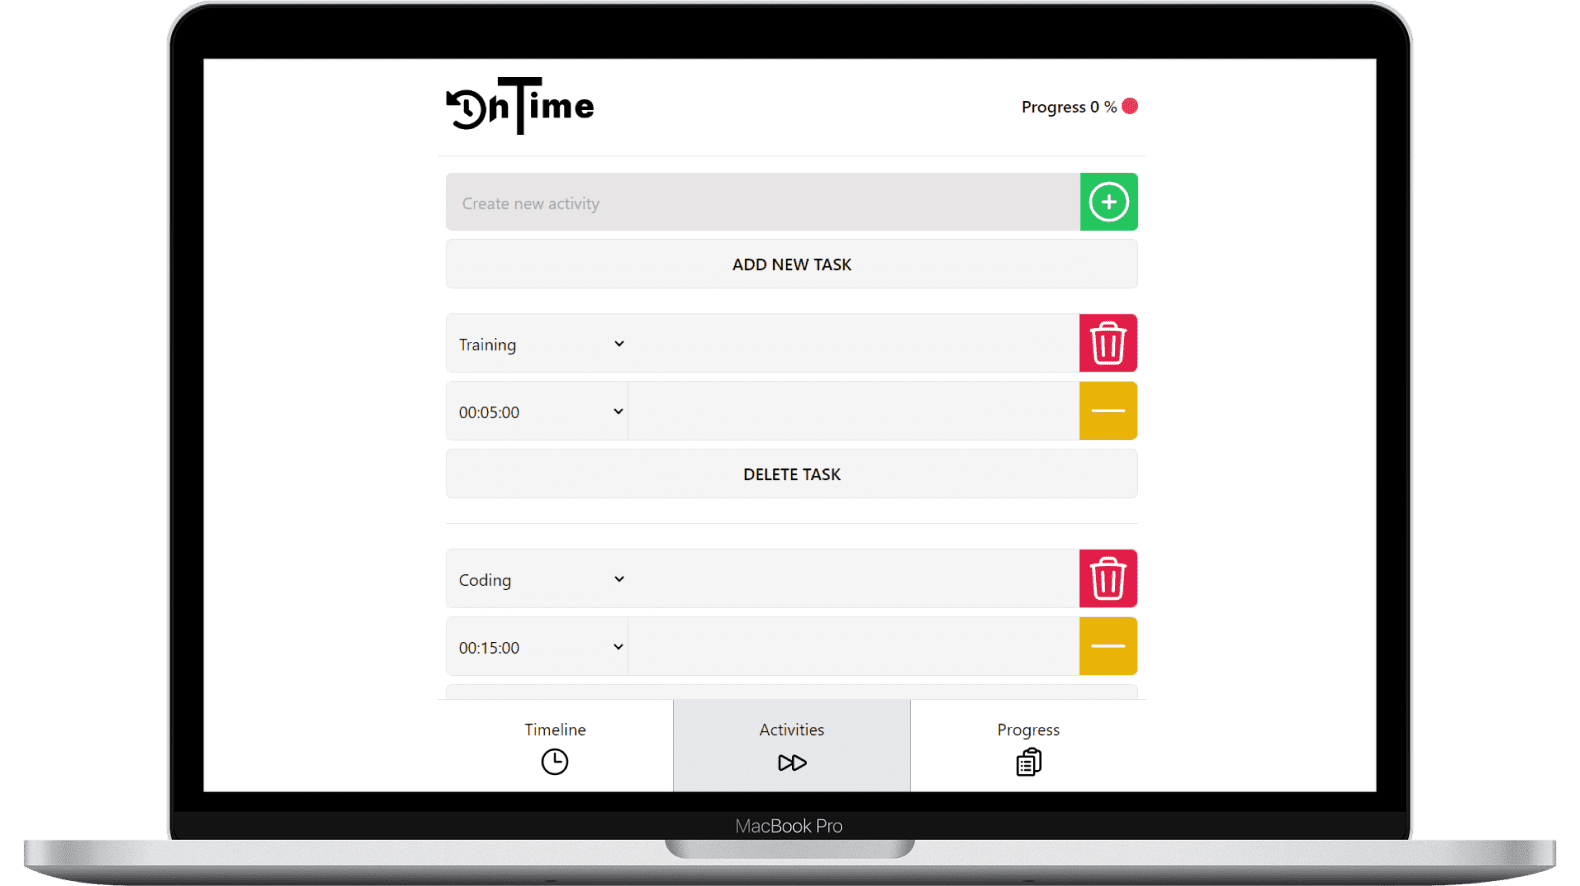 OnTime
Progress 0 %
Create new activity
ADD NEW TASK
Training
00:05:00
DELETE TASK
Coding
00:15:00
Timeline
Activities
Progress
MacBook Pro